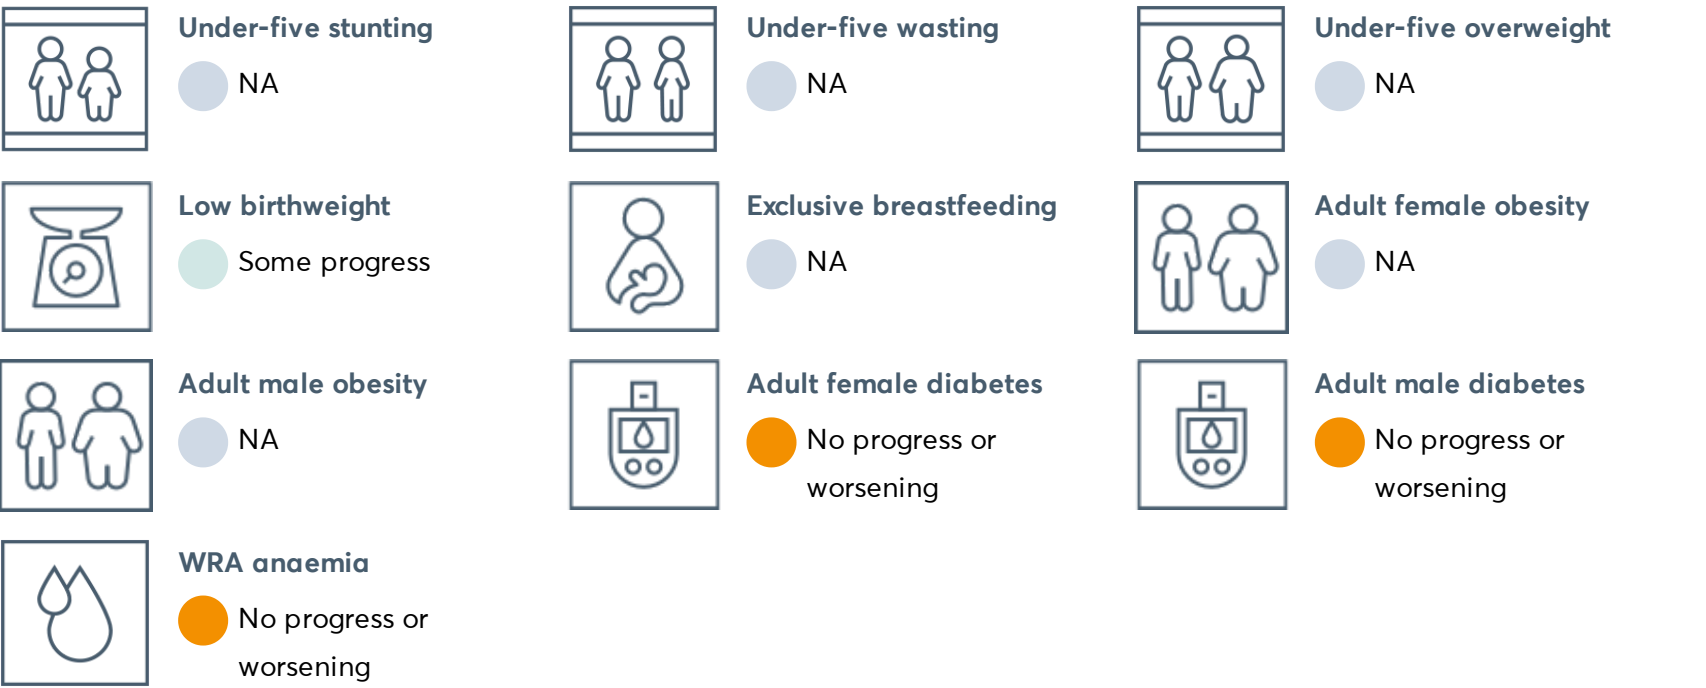 Under-five stunting
NA
Under-five wasting
NA
Under-five overweight
NA
Low birthweight
Some progress
Exclusive breastfeeding
NA
Adult female obesity
NA
Adult male obesity
NA
Adult female diabetes
No progress or
worsening
Adult male diabetes
No progress or
worsening
WRA anaemia
No progress or
worsening